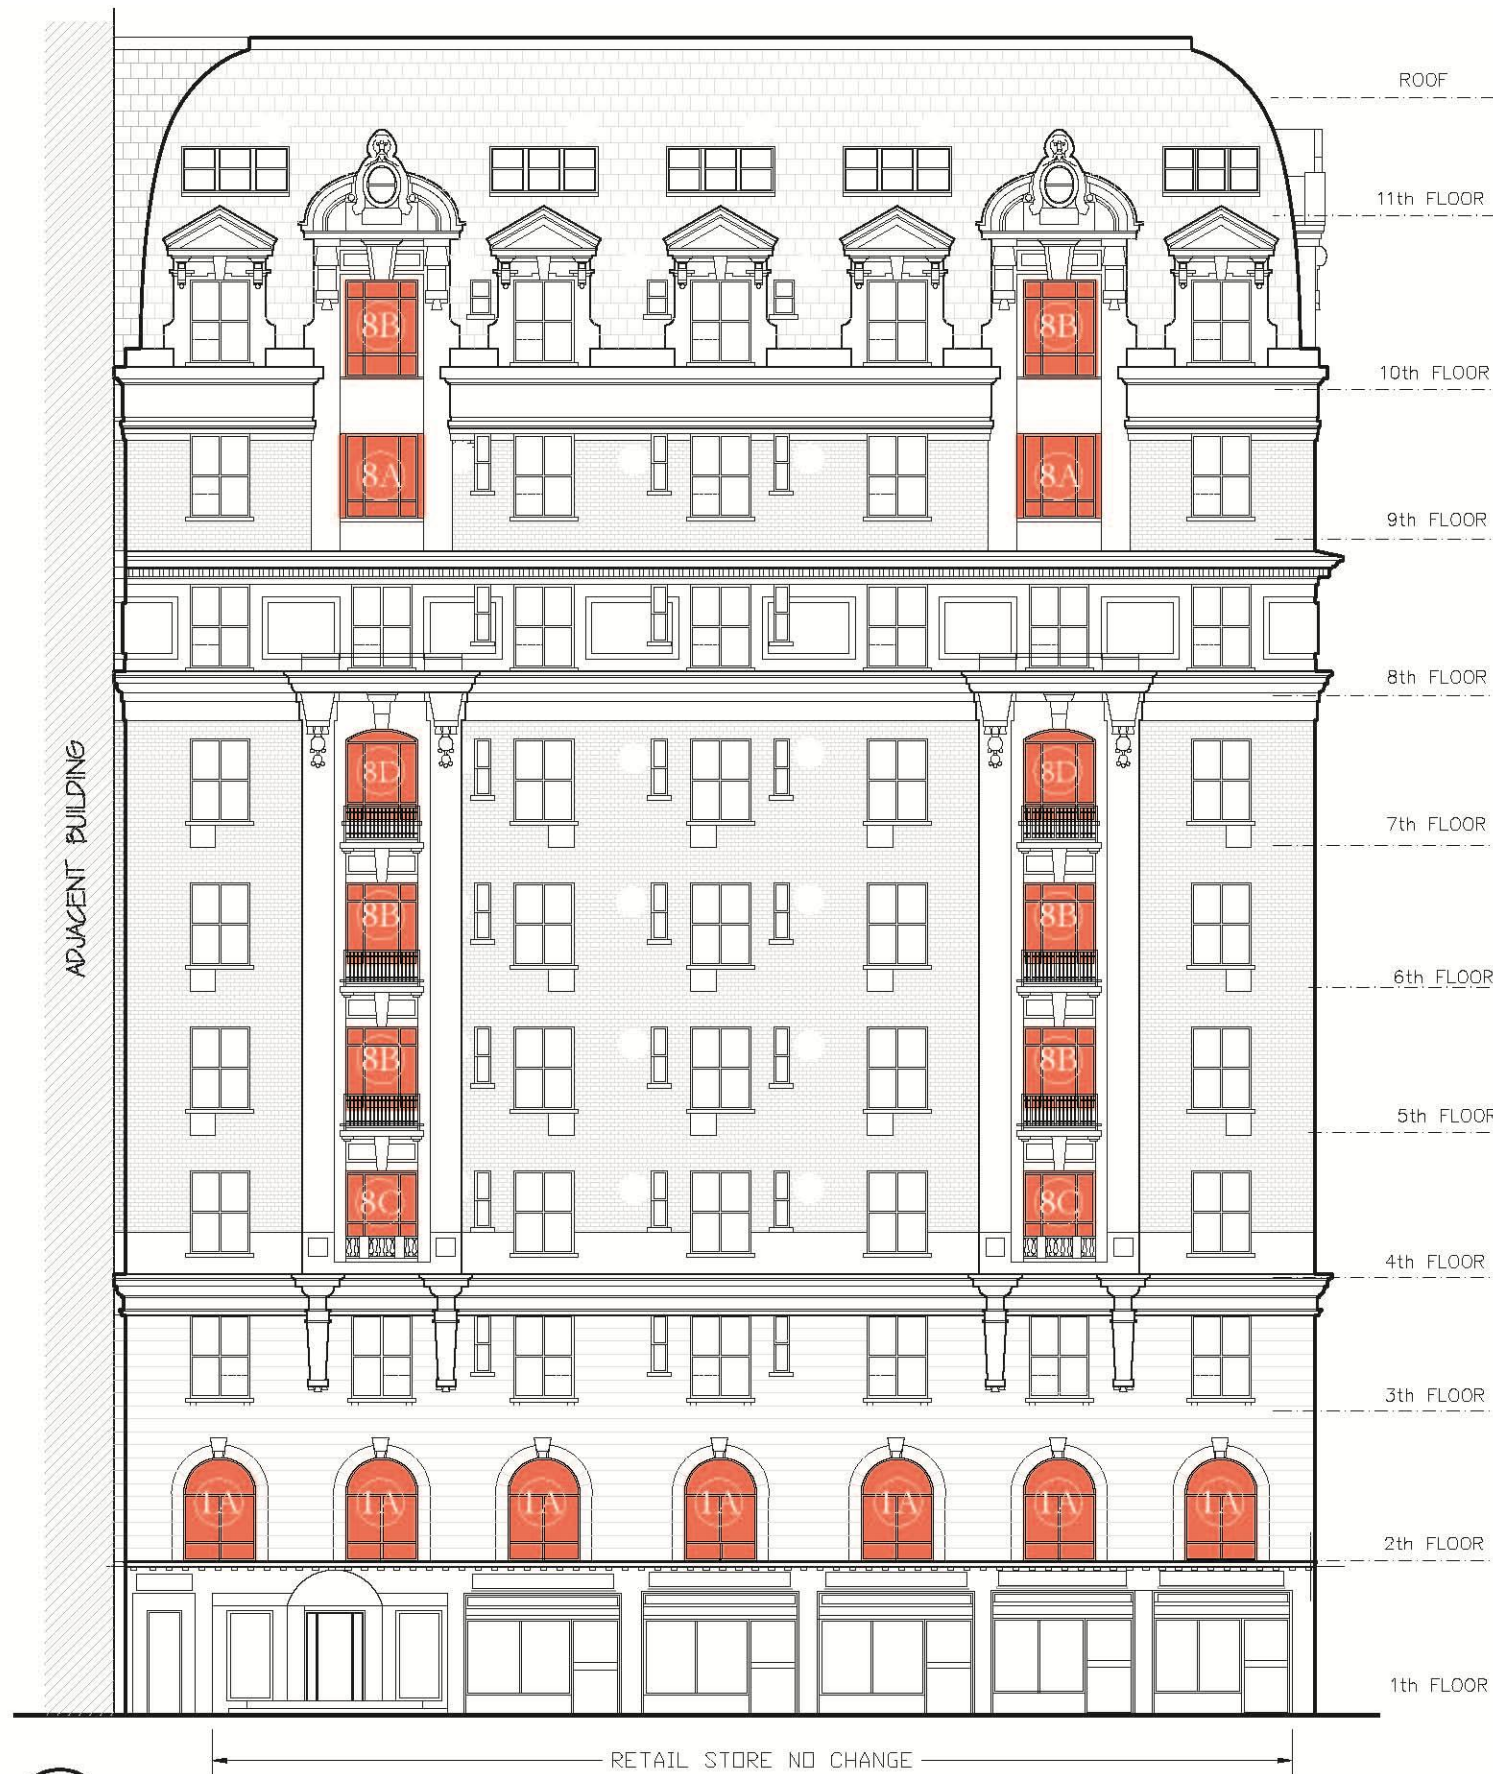 ROOF
11th FLOOR
8B 8B
10th FLOOR
8A 8A
9th FLOOR
8th FLOOR
8D 8D
7th FLOOR
ADJACENT BUILDING
8B 8B
6th FLOOR
8B 8B
5th FLOOR
8C 8C
4th FLOOR
3th FLOOR
1A 1A 1A 1A 1A 1A 1A
2th FLOOR
1th FLOOR
RETAIL STORE NO CHANGE